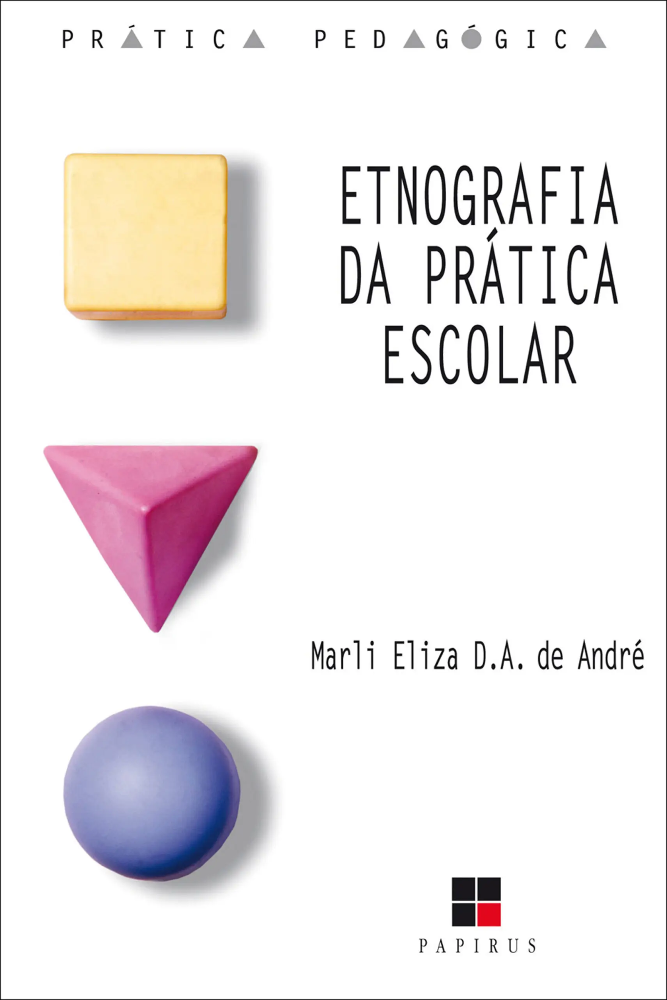 PRÁTICA PEDAGÓGICA
ETNOGRAFIA
DA PRÁTICA
ESCOLAR
Marli Eliza D.A. de André
PAPIRUS